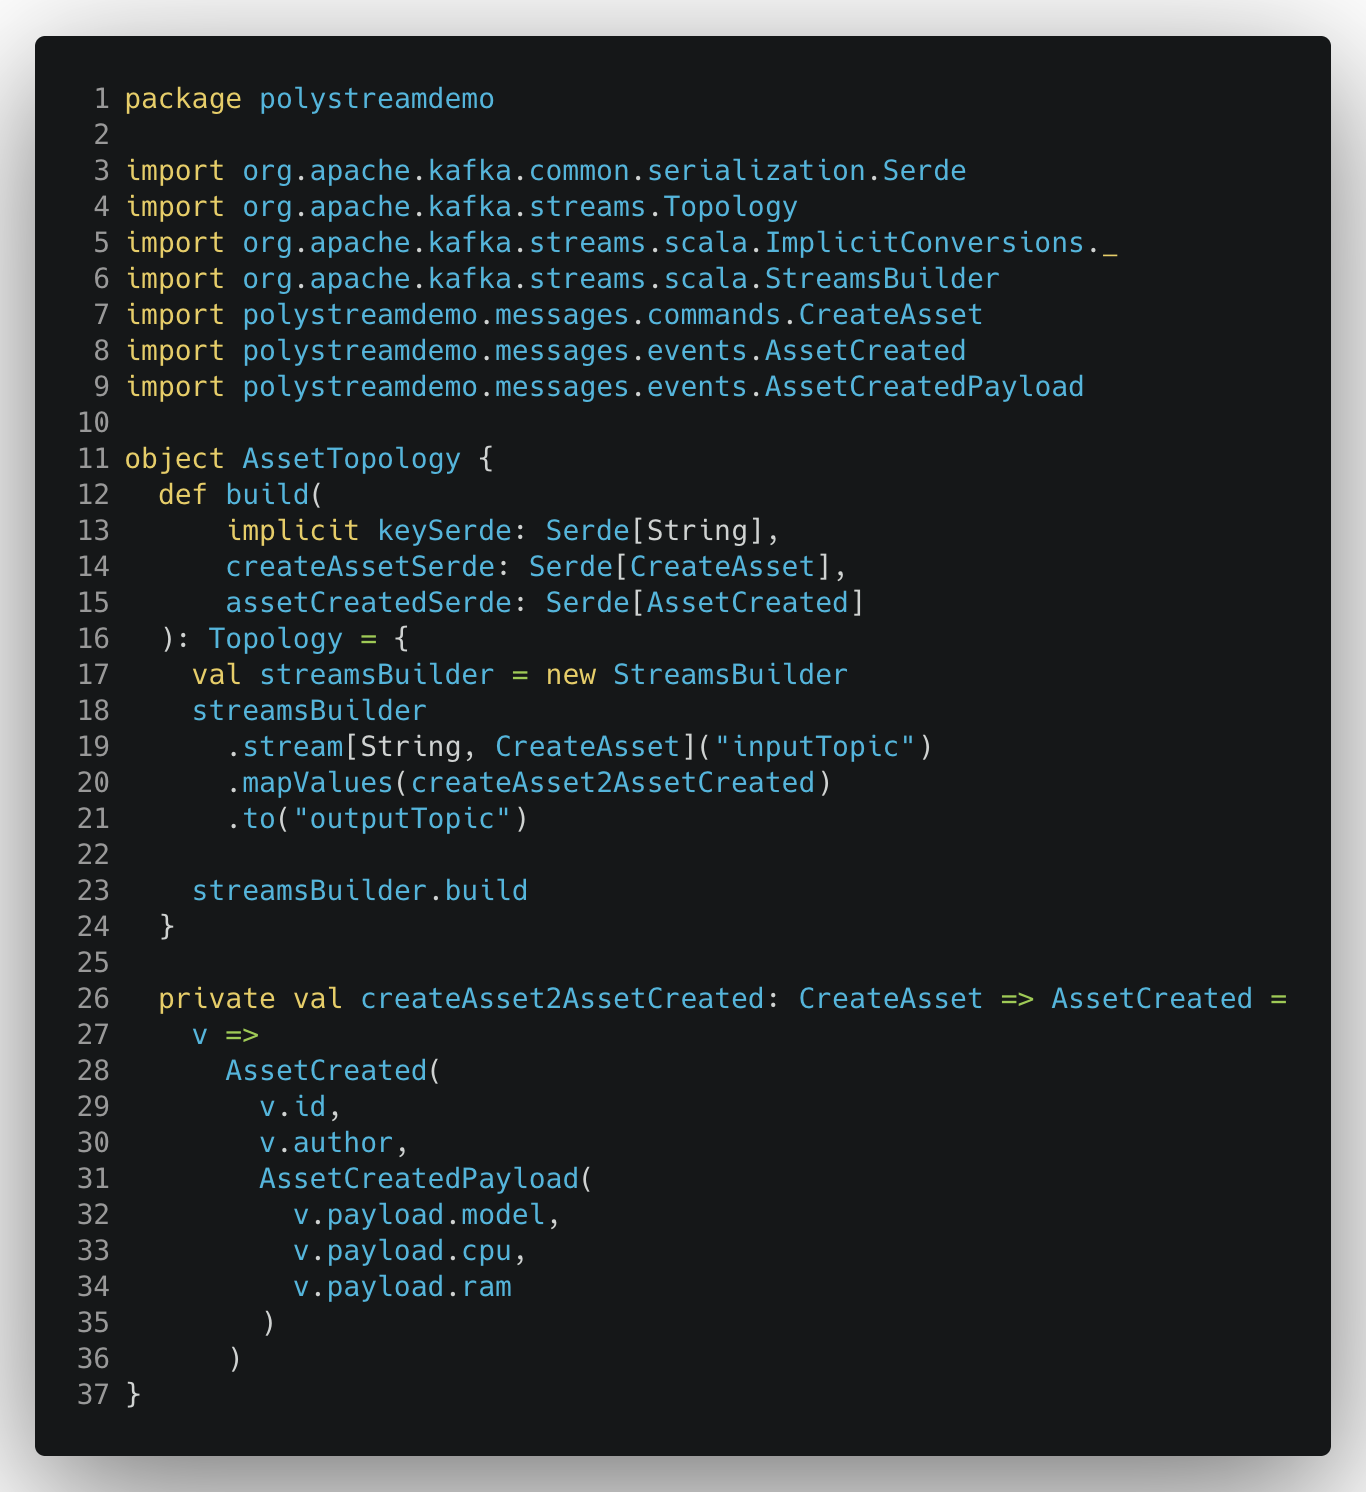 1 package polystreamdemo
2
3 import org.apache.kafka.common.serialization.Serde
4 import org.apache.kafka.streams.Topology
5 import org.apache.kafka.streams.scala.ImplicitConversions._
6 import org.apache.kafka.streams.scala.StreamsBuilder
7 import polystreamdemo.messages.commands.CreateAsset
8 import polystreamdemo.messages.events.AssetCreated
9 import polystreamdemo.messages.events.AssetCreatedPayload
10
11 object AssetTopology {
12   def build(
13       implicit keySerde: Serde[String],
14       createAssetSerde: Serde[CreateAsset],
15       assetCreatedSerde: Serde[AssetCreated]
16   ): Topology = {
17     val streamsBuilder = new StreamsBuilder
18     streamsBuilder
19       .stream[String, CreateAsset]("inputTopic")
20       .mapValues(createAsset2AssetCreated)
21       .to("outputTopic")
22
23     streamsBuilder.build
24   }
25
26   private val createAsset2AssetCreated: CreateAsset => AssetCreated =
27     v =>
28       AssetCreated(
29         v.id,
30         v.author,
31         AssetCreatedPayload(
32           v.payload.model,
33           v.payload.cpu,
34           v.payload.ram
35         )
36       )
37 }